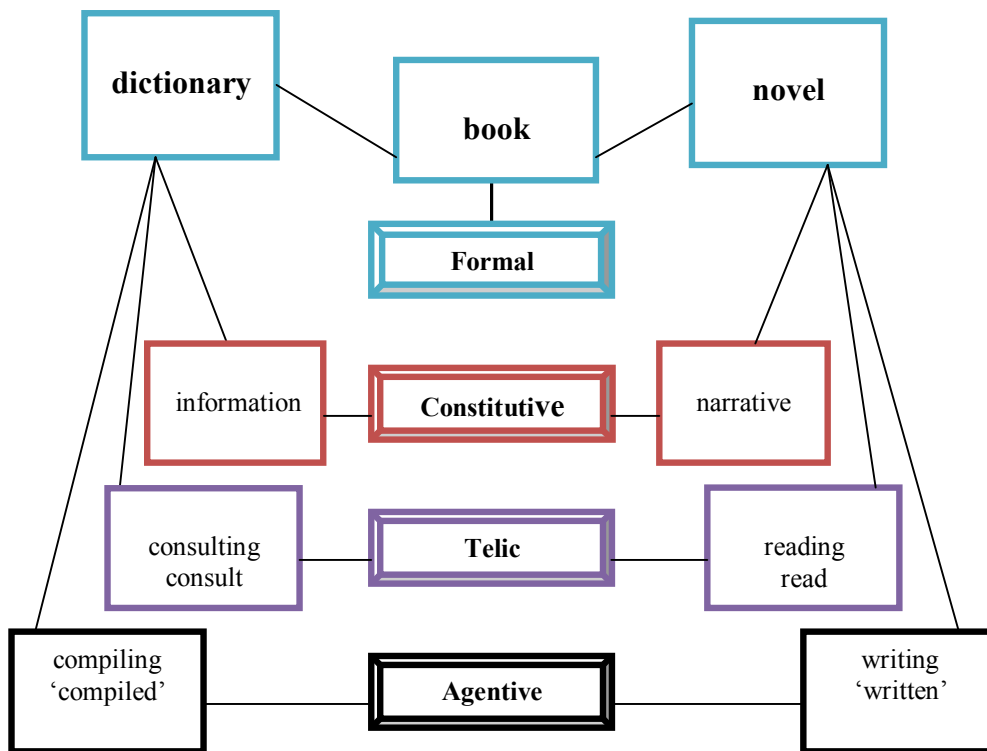 dictionary
book
novel
Formal
information
Constitutive
narrative
consulting
consult
Telic
reading
read
compiling
‘compiled’
Agentive
writing
‘written’